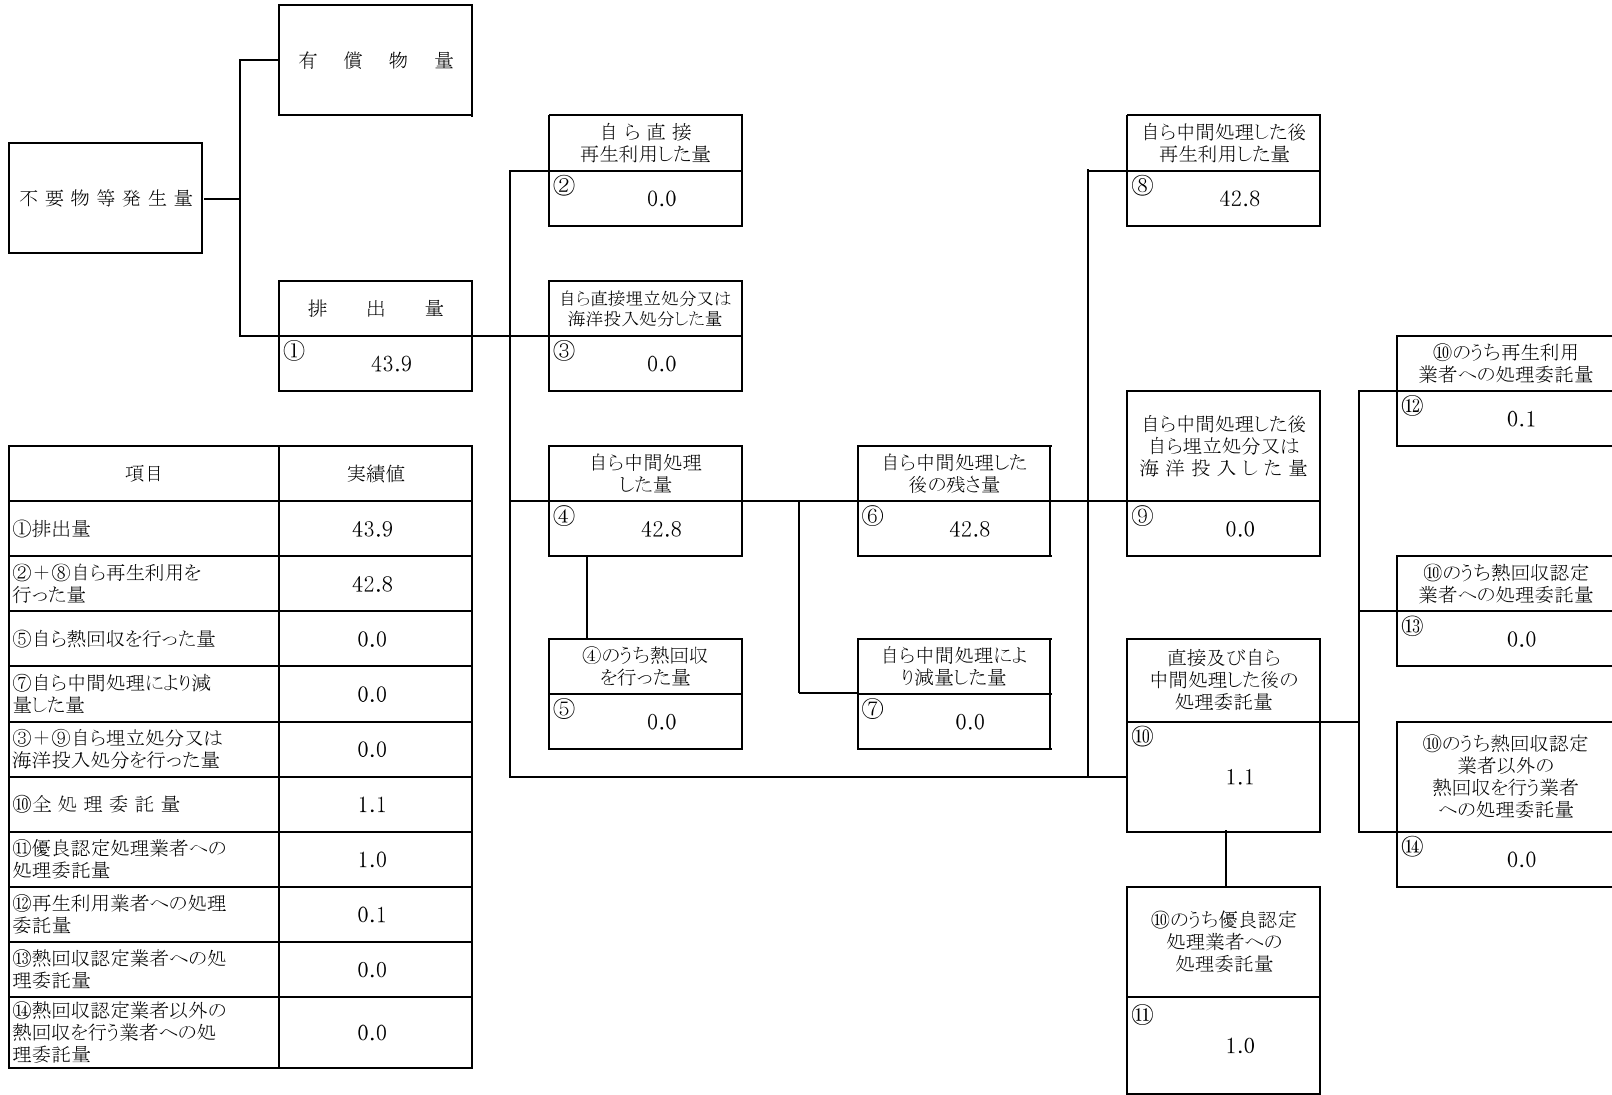 有償物量
不要物等発生量
排出量
①
43.9
自ら直接
再生利用した量
②
0.0
自ら直接埋立処分又は
海洋投入処分した量
③
0.0
自ら中間処理
した量
④
42.8
④のうち熱回収
を行った量
⑤
0.0
自ら中間処理した
後の残さ量
⑥
42.8
自ら中間処理によ
り減量した量
⑦
0.0
自ら中間処理した後
再生利用した量
⑧
42.8
自ら中間処理した後
自ら埋立処分又は
海洋投入した量
⑨
0.0
直接及び自ら
中間処理した後の
処理委託量
⑩
1.1
⑩のうち優良認定
処理業者への
処理委託量
⑪
1.0
⑩のうち再生利用
業者への処理委託量
⑫
0.1
⑩のうち熱回収認定
業者への処理委託量
⑬
0.0
⑩のうち熱回収認定
業者以外の
熱回収を行う業者
への処理委託量
⑭
0.0
項目 実績値
①排出量 43.9
②＋⑧自ら再生利用を
行った量 42.8
⑤自ら熱回収を行った量 0.0
⑦自ら中間処理により減
量した量 0.0
③＋⑨自ら埋立処分又は
海洋投入処分を行った量 0.0
⑩全処理委託量 1.1
⑪優良認定処理業者への
処理委託量 1.0
⑫再生利用業者への処理
委託量 0.1
⑬熱回収認定業者への処
理委託量 0.0
⑭熱回収認定業者以外の
熱回収を行う業者への処
理委託量 0.0